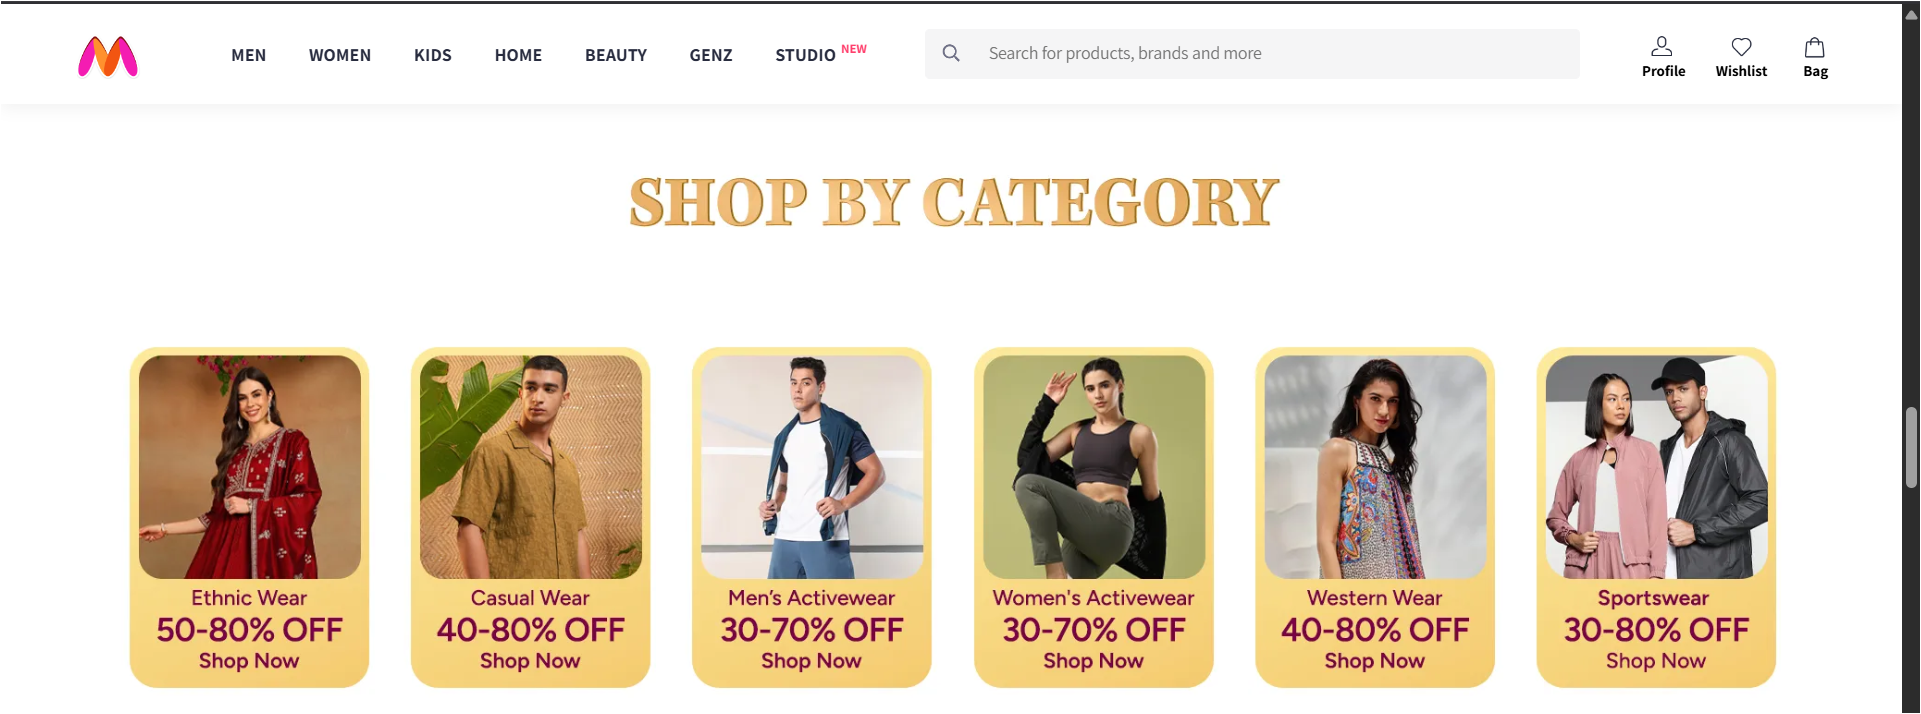 MEN WOMEN KIDS HOME BEAUTY GENZ STUDIO NEW Search for products, brands and more
Profile Wishlist Bag
SHOP BY CATEGORY
Ethnic Wear
50-80% OFF
Shop Now
Casual Wear
40-80% OFF
Shop Now
Men's Activewear
30-70% OFF
Shop Now
Women's Activewear
30-70% OFF
Shop Now
Western Wear
40-80% OFF
Shop Now
Sportswear
30-80% OFF
Shop Now